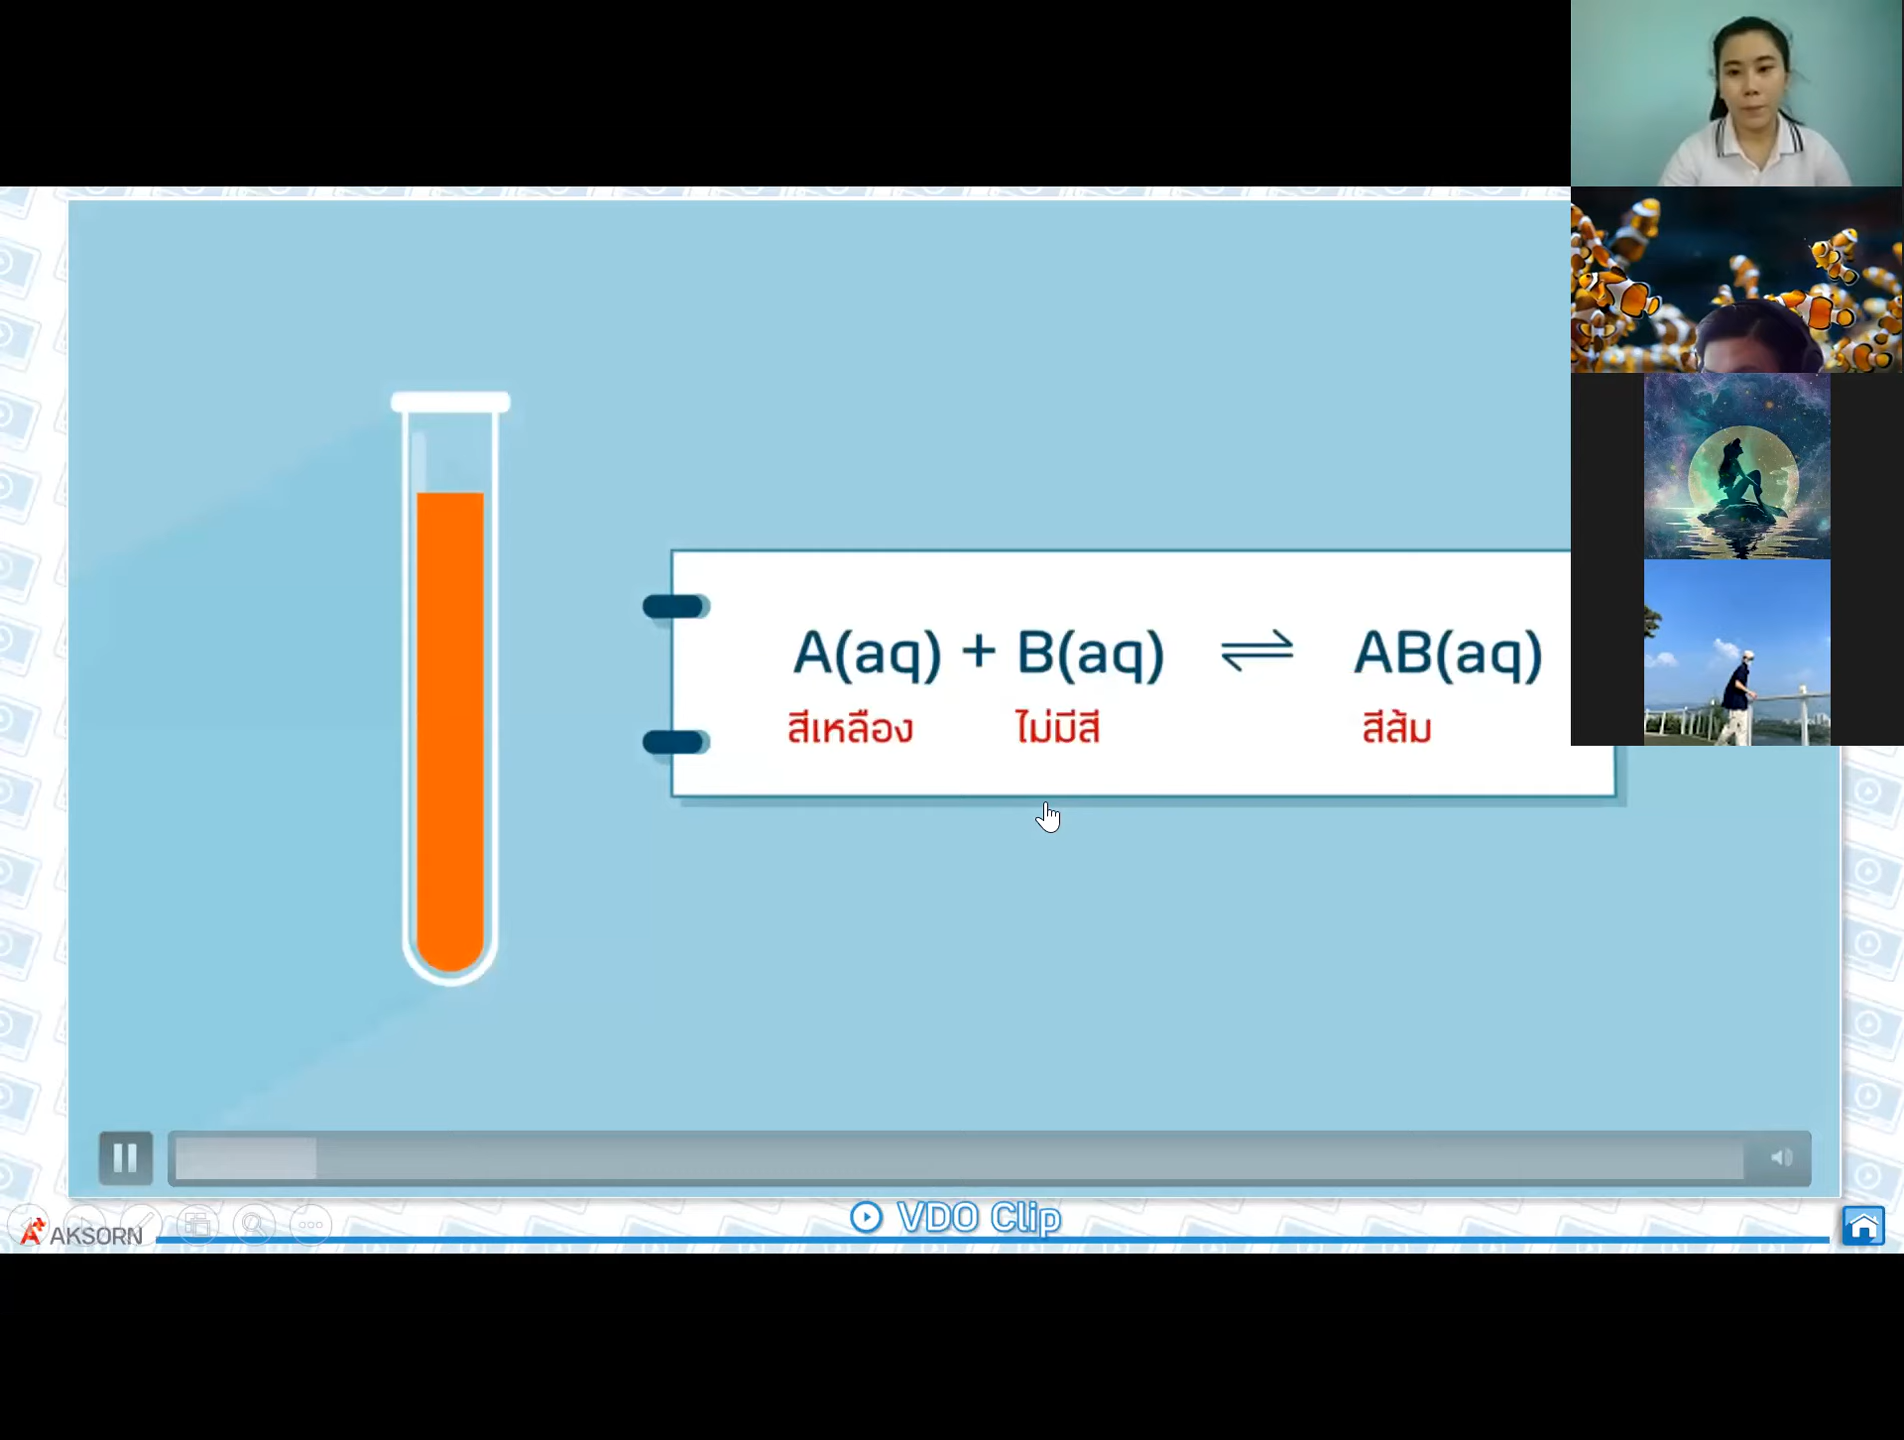 A(aq) + B(aq) ⇌ AB(aq)
สีเหลือง ไม่มีสี สีส้ม
AKSORN
VDO Clip